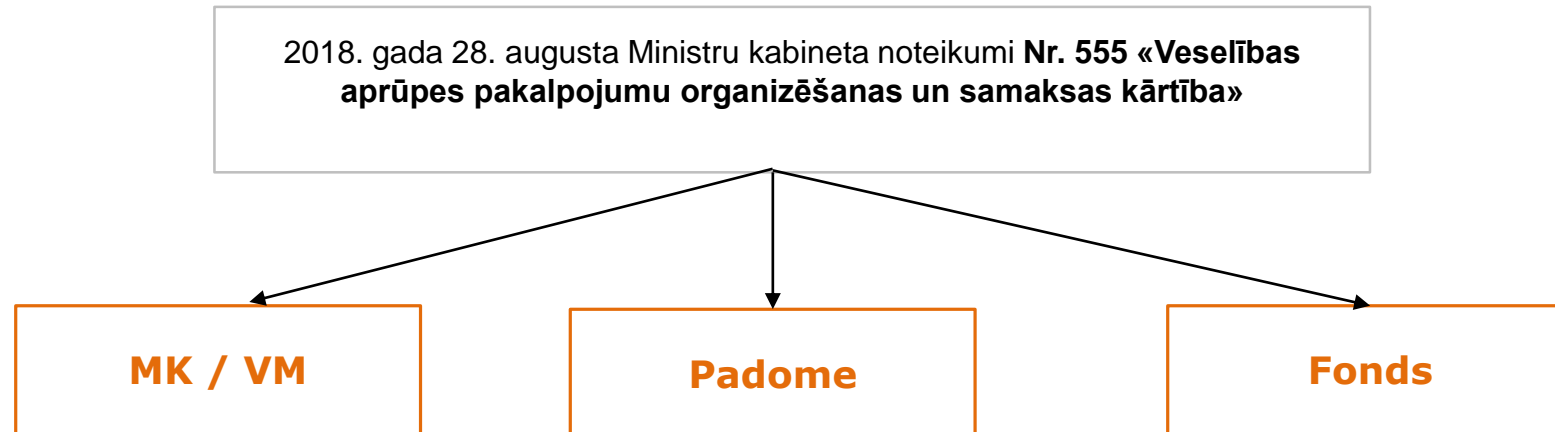 2018. gada 28. augusta Ministru kabineta noteikumi Nr. 555 «Veselības
aprūpes pakalpojumu organizēšanas un samaksas kārtība»
MK / VM
Padome
Fonds